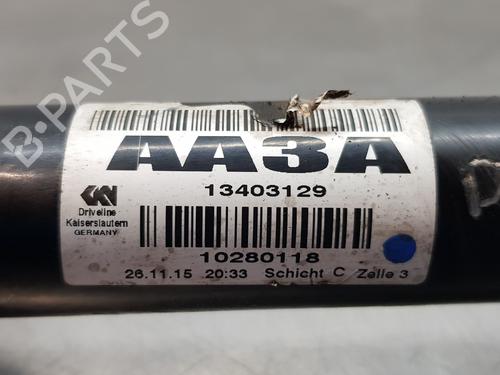 B-PARTS
AA3A
13403129
GKN
Driveline
Kaiserslautern
GERMANY
10280118
26.11.15 20:33 Schicht C Zelle 3